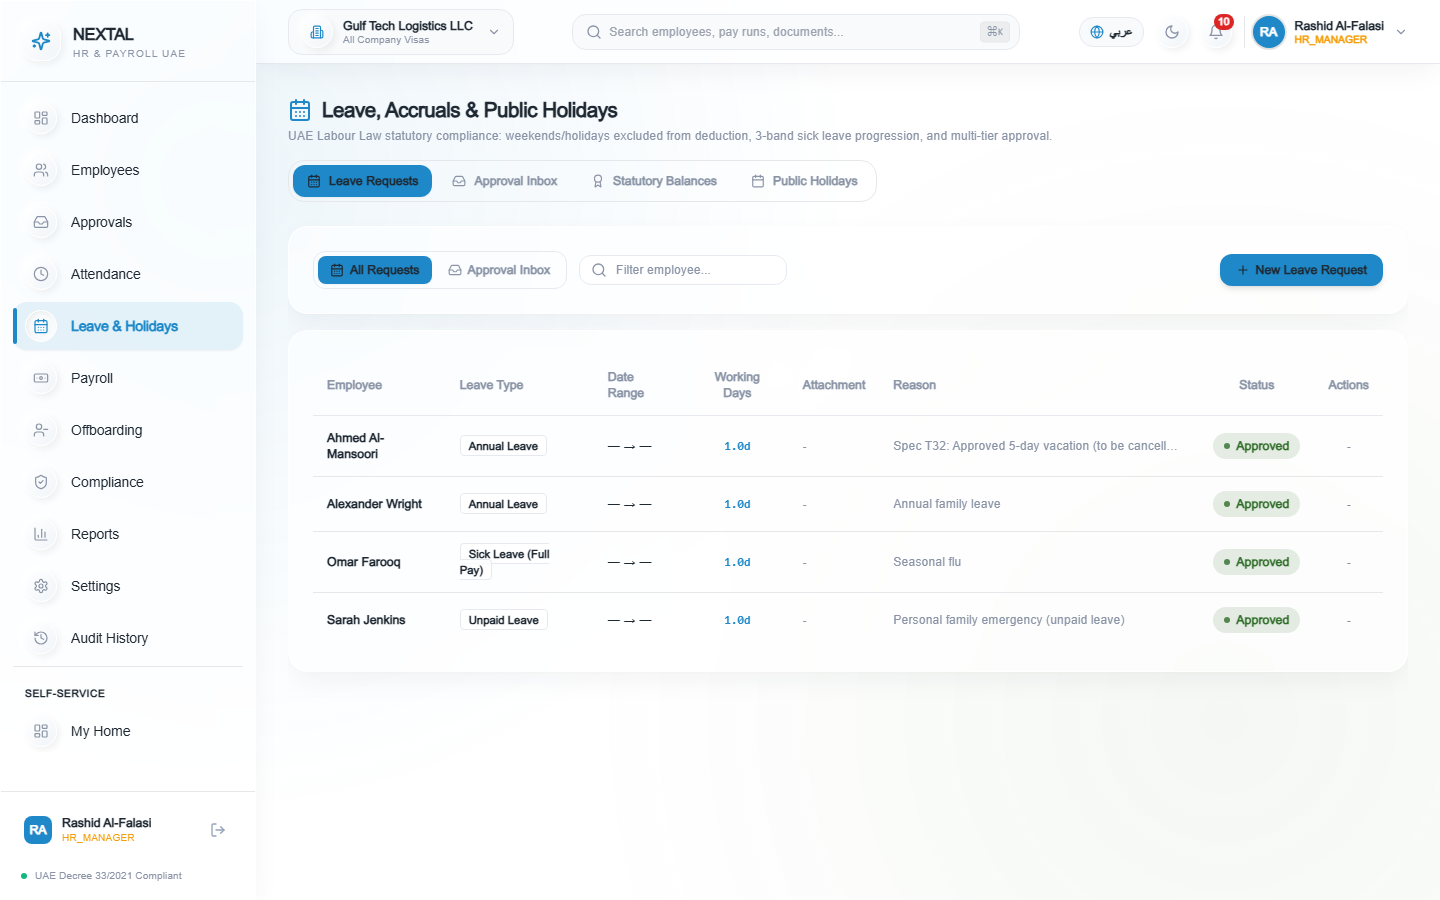 NEXTAL
HR & PAYROLL UAE
Dashboard
Employees
Approvals
Attendance
Leave & Holidays
Payroll
Offboarding
Compliance
Reports
Settings
Audit History
SELF-SERVICE
My Home
RA
Rashid Al-Falasi
HR_MANAGER
UAE Decree 33/2021 Compliant
Gulf Tech Logistics LLC
All Company Visas
Search employees, pay runs, documents...
⌘K
عربي
10
RA
Rashid Al-Falasi
HR_MANAGER
Leave, Accruals & Public Holidays
UAE Labour Law statutory compliance: weekends/holidays excluded from deduction, 3-band sick leave progression, and multi-tier approval.
Leave Requests
Approval Inbox
Statutory Balances
Public Holidays
All Requests
Approval Inbox
Filter employee...
+ New Leave Request
Employee
Leave Type
Date
Range
Working
Days
Attachment
Reason
Status
Actions
Ahmed Al-
Mansoori
Annual Leave
— → —
1.0d
-
Spec T32: Approved 5-day vacation (to be cancell...
Approved
-
Alexander Wright
Annual Leave
— → —
1.0d
-
Annual family leave
Approved
-
Omar Farooq
Sick Leave (Full
Pay)
— → —
1.0d
-
Seasonal flu
Approved
-
Sarah Jenkins
Unpaid Leave
— → —
1.0d
-
Personal family emergency (unpaid leave)
Approved
-